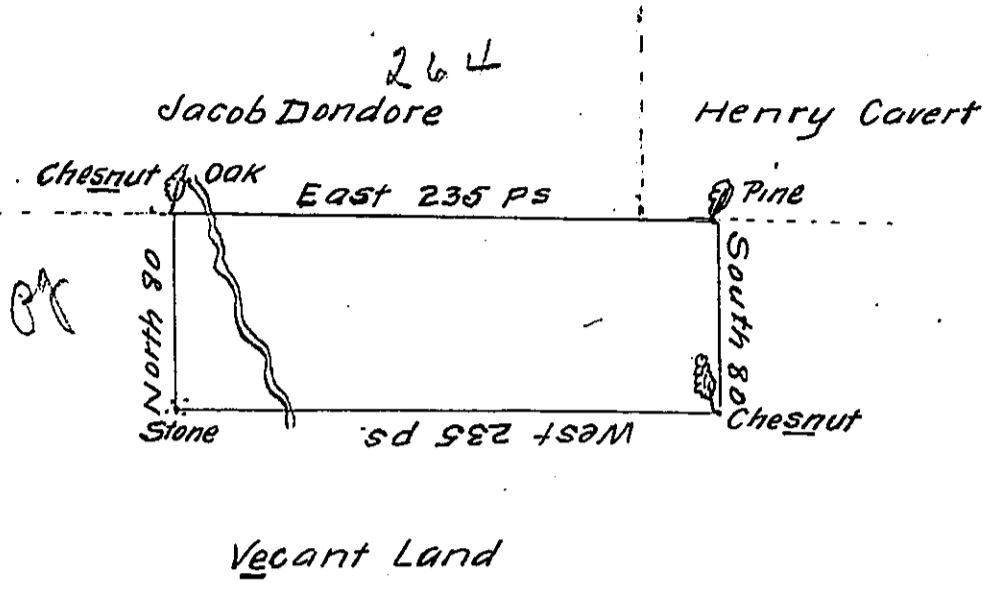 264
Jacob Dondore
Henry Cavert
Chesnut OAK
East 235 Ps
Pine
North 80
South 80
Stone
West 235 ps.
Chesnut
Vecant Land